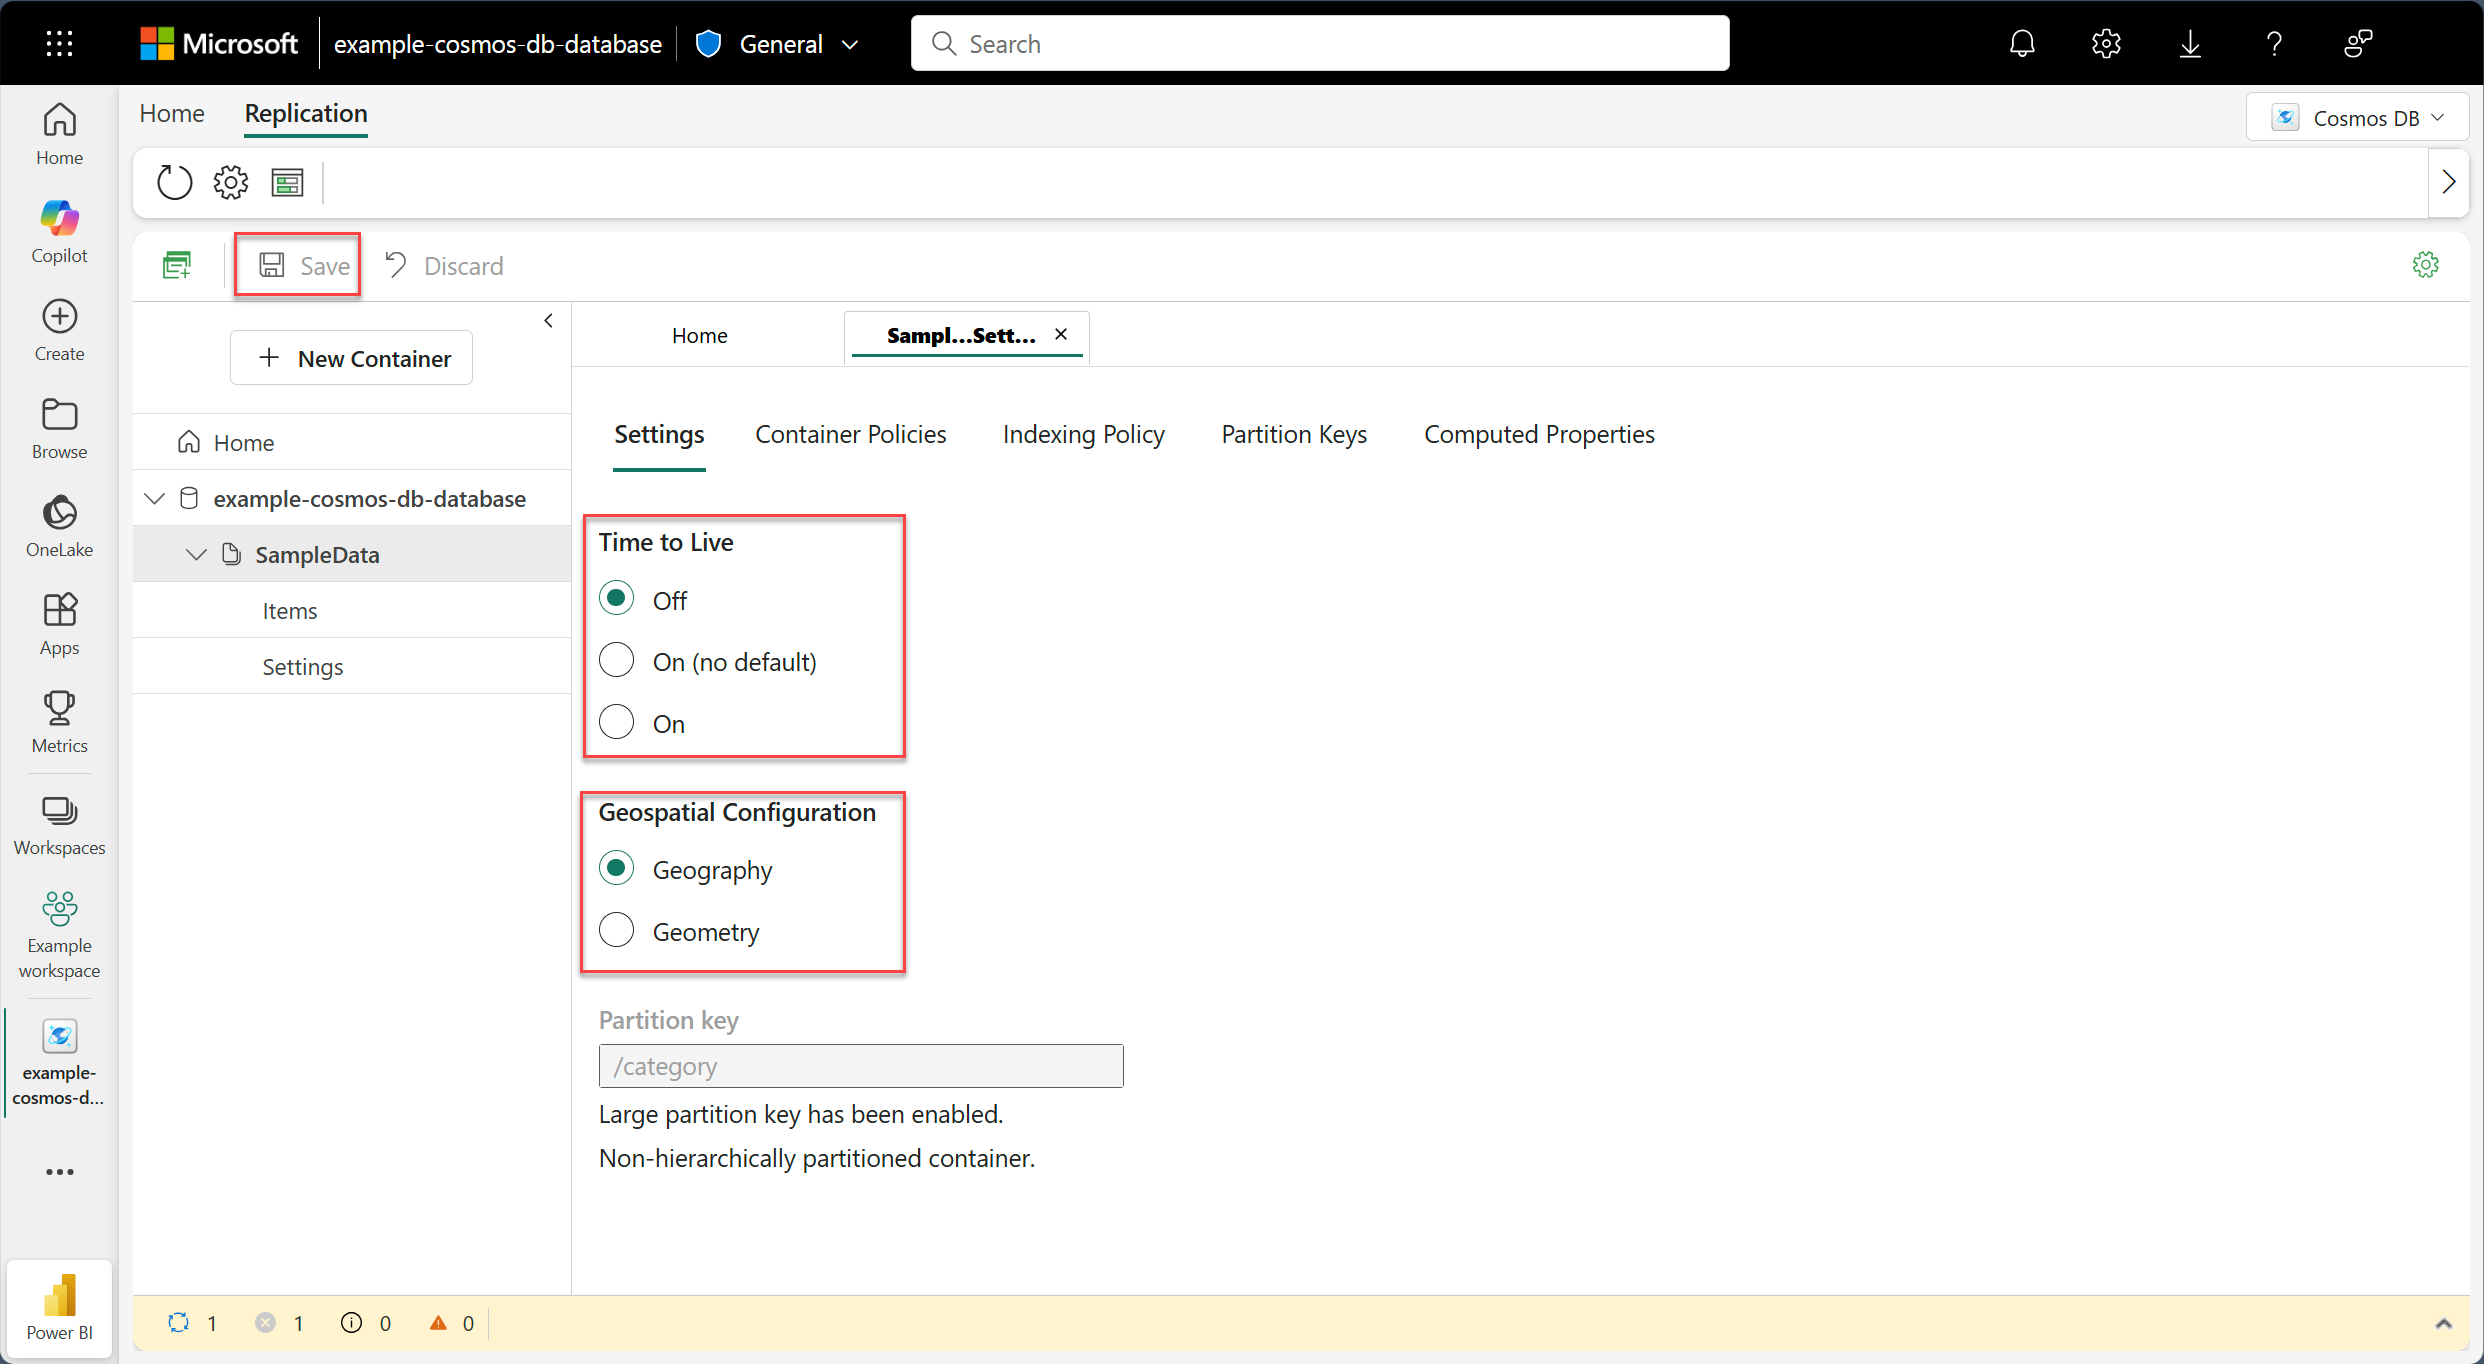 Microsoft
example-cosmos-db-database
General
Search
Home
Replication
Cosmos DB
Home
Copilot
Create
Browse
OneLake
Apps
Metrics
Workspaces
Example
workspace
example-
cosmos-d...
Power BI
Save
Discard
New Container
Home
example-cosmos-db-database
SampleData
Items
Settings
Home
Sampl...Sett...
Settings
Container Policies
Indexing Policy
Partition Keys
Computed Properties
Time to Live
Off
On (no default)
On
Geospatial Configuration
Geography
Geometry
Partition key
/category
Large partition key has been enabled.
Non-hierarchically partitioned container.
1 1 0 0